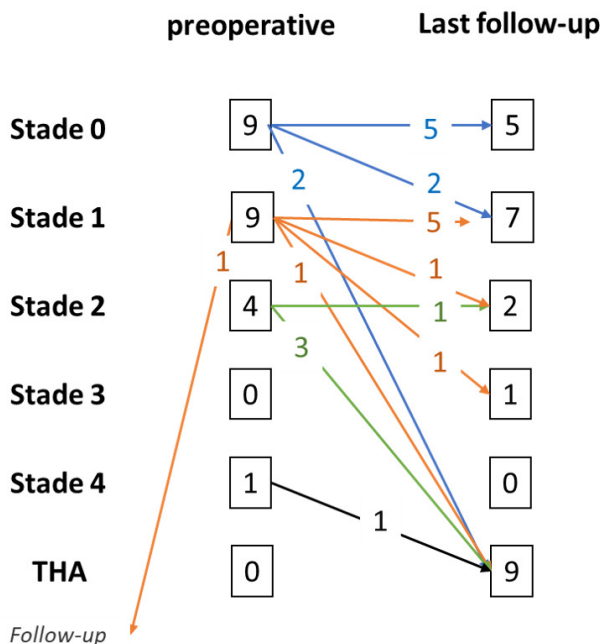 preoperative Last follow-up
Stade 0 9 5 5
2 2
Stade 1 9 5 7
1 1 1
Stade 2 4 1 2
3 1
Stade 3 0 1
Stade 4 1 0
1
THA 0 9
Follow-up